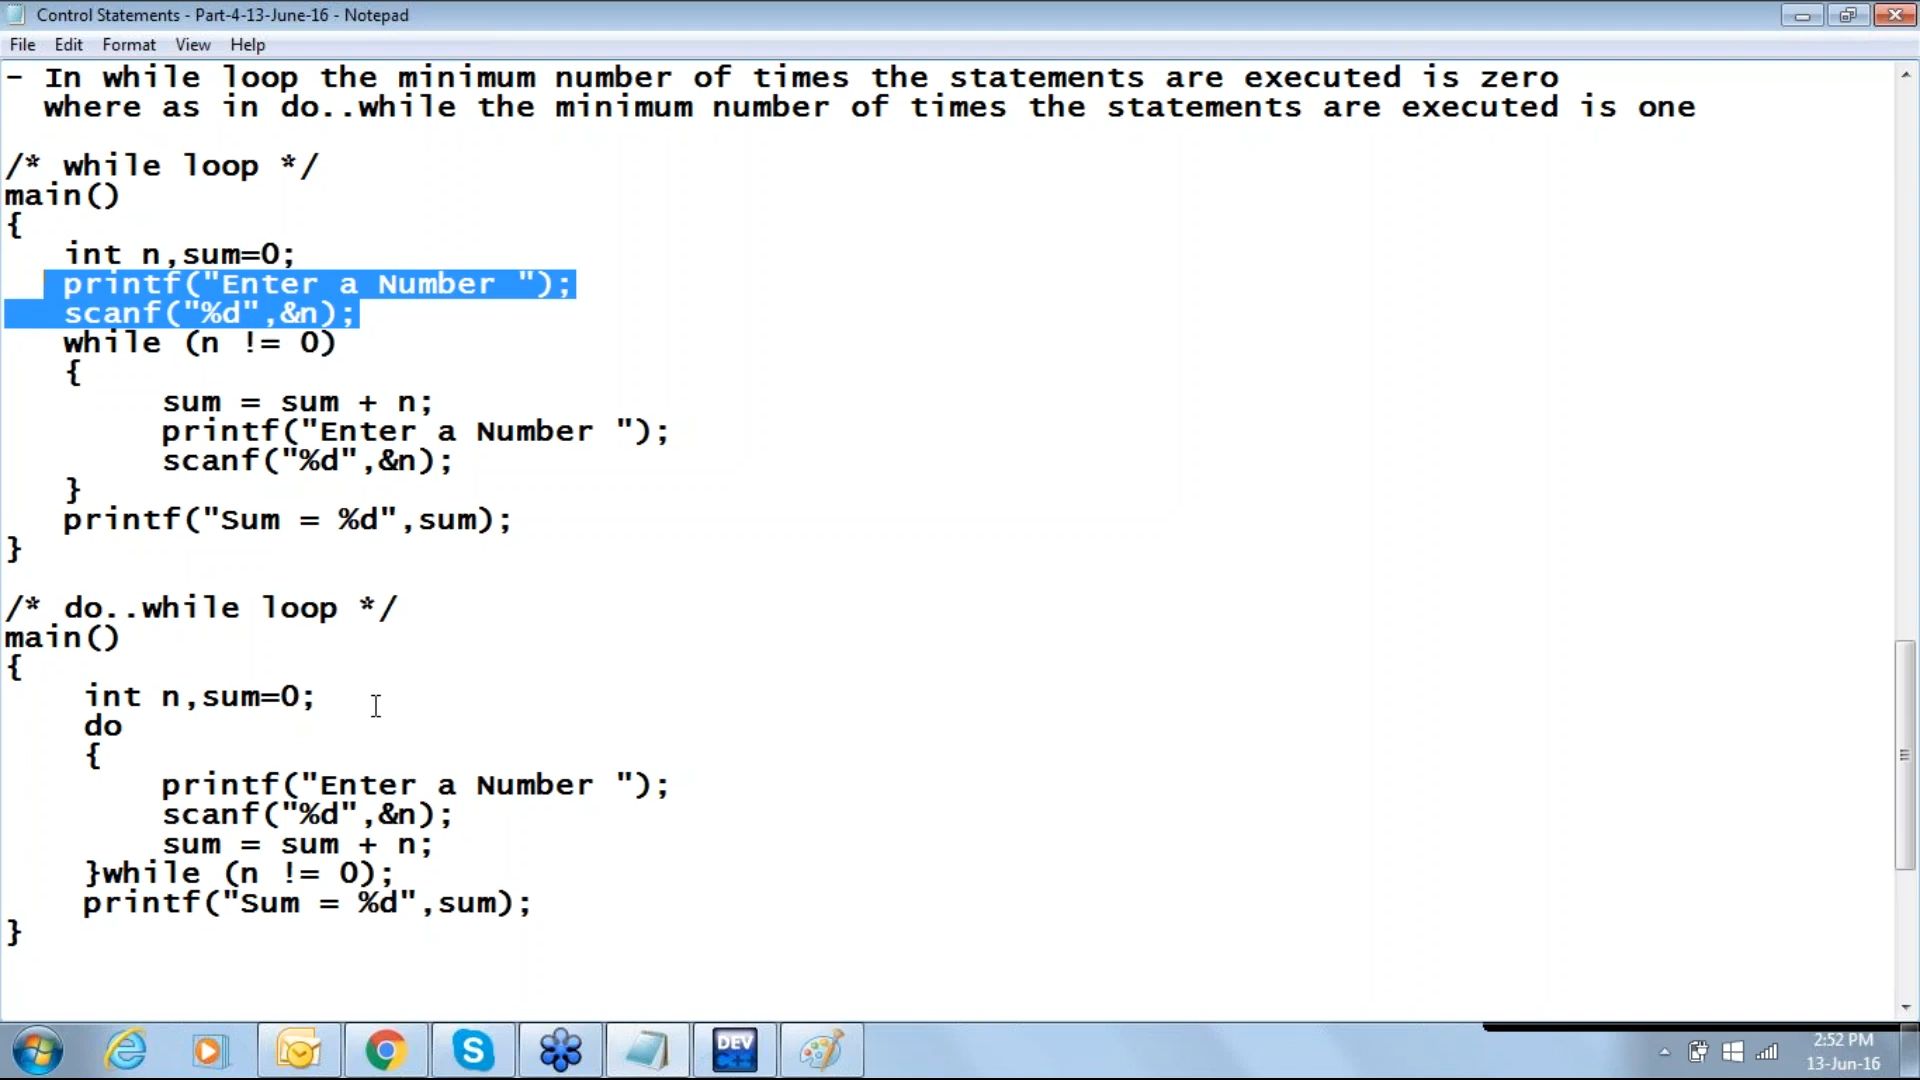 Control Statements - Part-4-13-June-16 - Notepad
File Edit Format View Help
- In while loop the minimum number of times the statements are executed is zero
where as in do..while the minimum number of times the statements are executed is one
/* while loop */
main()
{
int n,sum=0;
printf("Enter a Number ");
scanf("%d",&n);
while (n != 0)
{
sum = sum + n;
printf("Enter a Number ");
scanf("%d",&n);
}
printf("Sum = %d",sum);
}
/* do..while loop */
main()
{
int n,sum=0;
do
{
printf("Enter a Number ");
scanf("%d",&n);
sum = sum + n;
}while (n != 0);
printf("Sum = %d",sum);
}
DEV
C++
2:52 PM
13-Jun-16